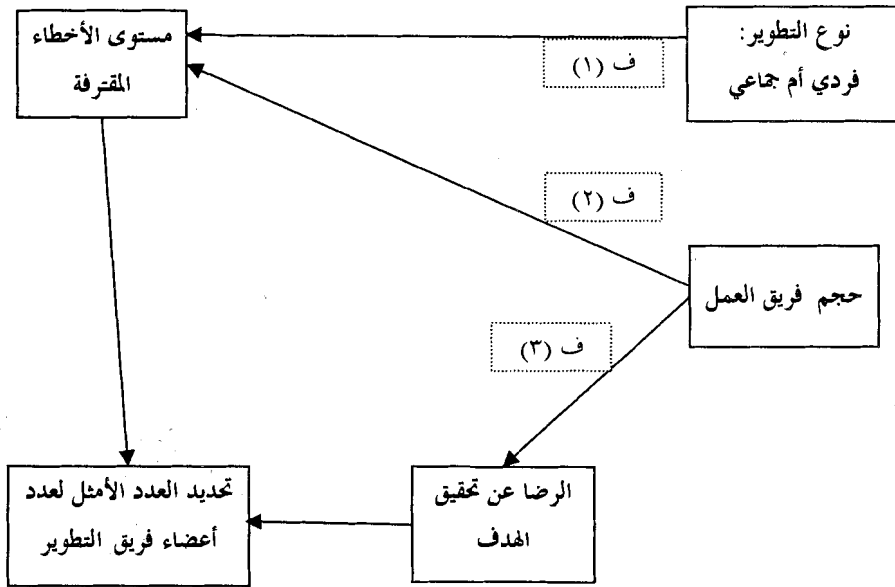 نوع التطوير:
فردي أم جماعي
مستوى الأخطاء
المقترفة
ف (١)
ف (٢)
حجم فريق العمل
ف (٣)
الرضا عن تحقيق
الهدف
تحديد العدد الأمثل لعدد
أعضاء فريق التطوير